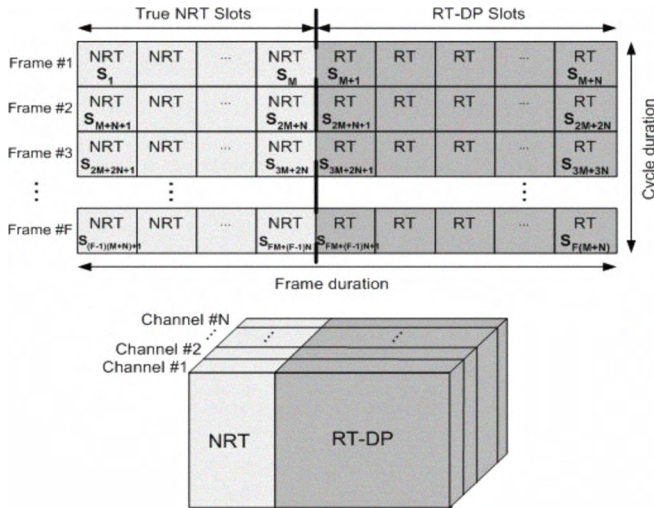 True NRT Slots RT-DP Slots
Frame #1 NRT NRT ... NRT RT RT RT ... RT
S1 SM SM+1 SM+N
Frame #2 NRT NRT ... NRT RT RT RT ... RT
SM+N+1 S2M+N S2M+N+1 S2M+2N
Frame #3 NRT NRT ... NRT RT RT RT ... RT
S2M+2N+1 S3M+2N S3M+2N+1 S3M+3N
Frame #F NRT NRT ... NRT RT RT RT ... RT
S(F-1)(M+N)+1 SFM+(F-1)N SFM+(F-1)N+1 SF(M+N)
Cycle duration
Frame duration
Channel #N
Channel #2
Channel #1
NRT RT-DP